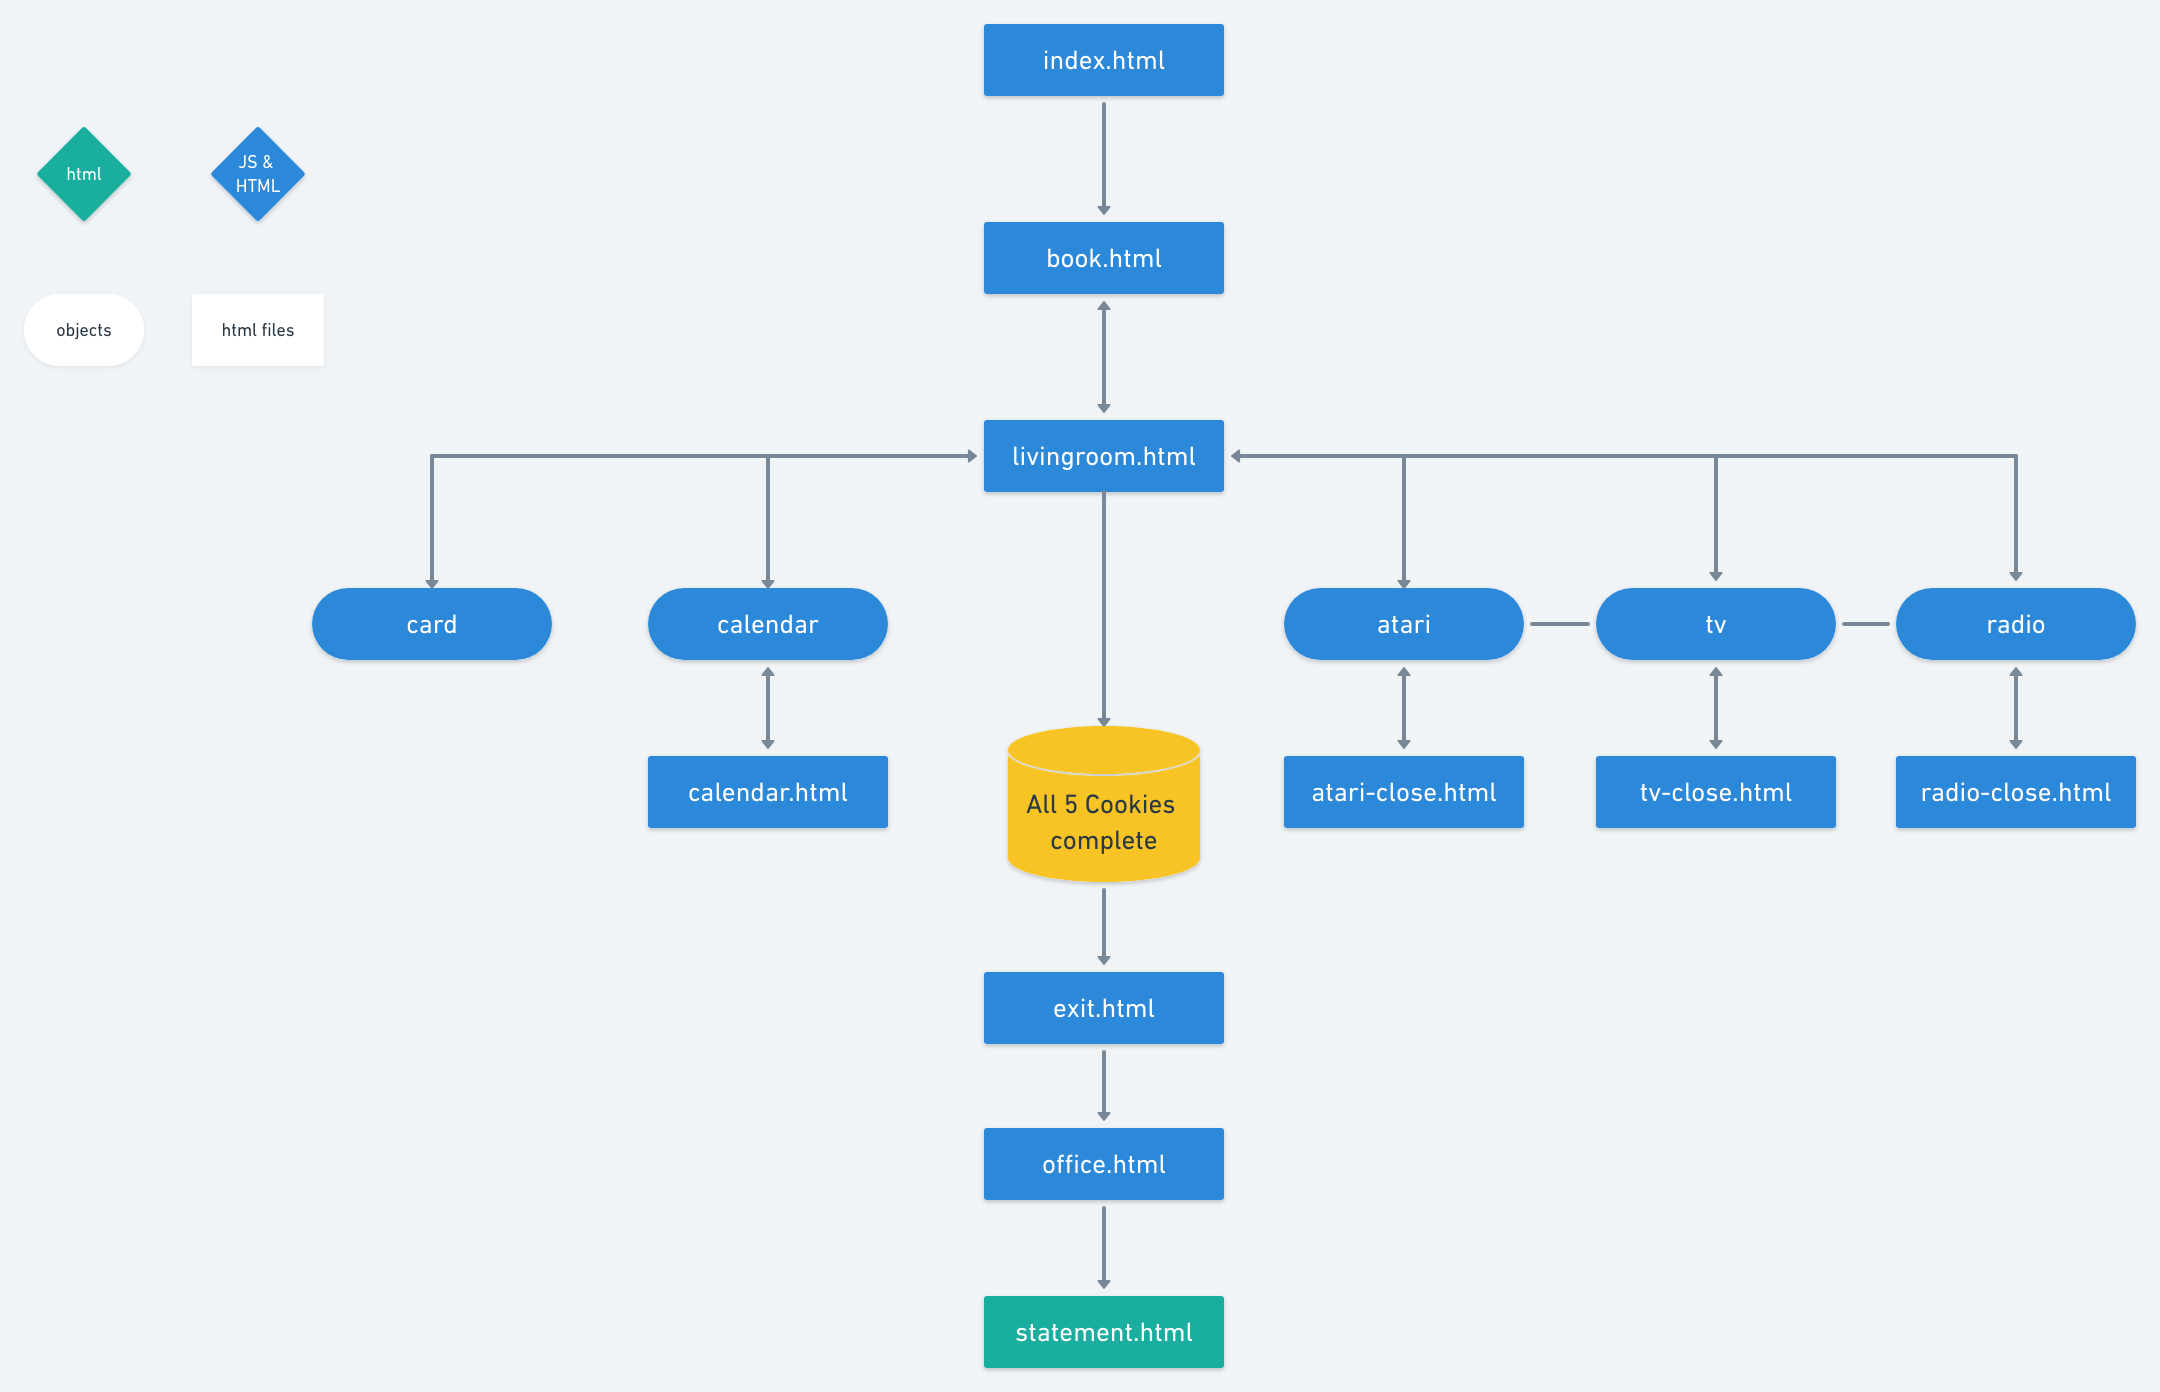 index.html
html
JS &
HTML
book.html
objects
html files
livingroom.html
card
calendar
atari
tv
radio
calendar.html
All 5 Cookies
complete
atari-close.html
tv-close.html
radio-close.html
exit.html
office.html
statement.html